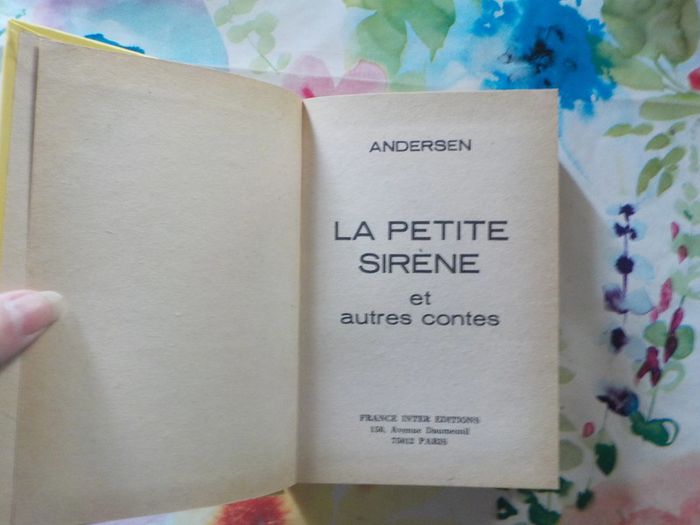 ANDERSEN
LA PETITE
SIRÈNE
et
autres contes
FRANCE INTER EDITIONS
150, Avenue Daumesnil
75012 PARIS